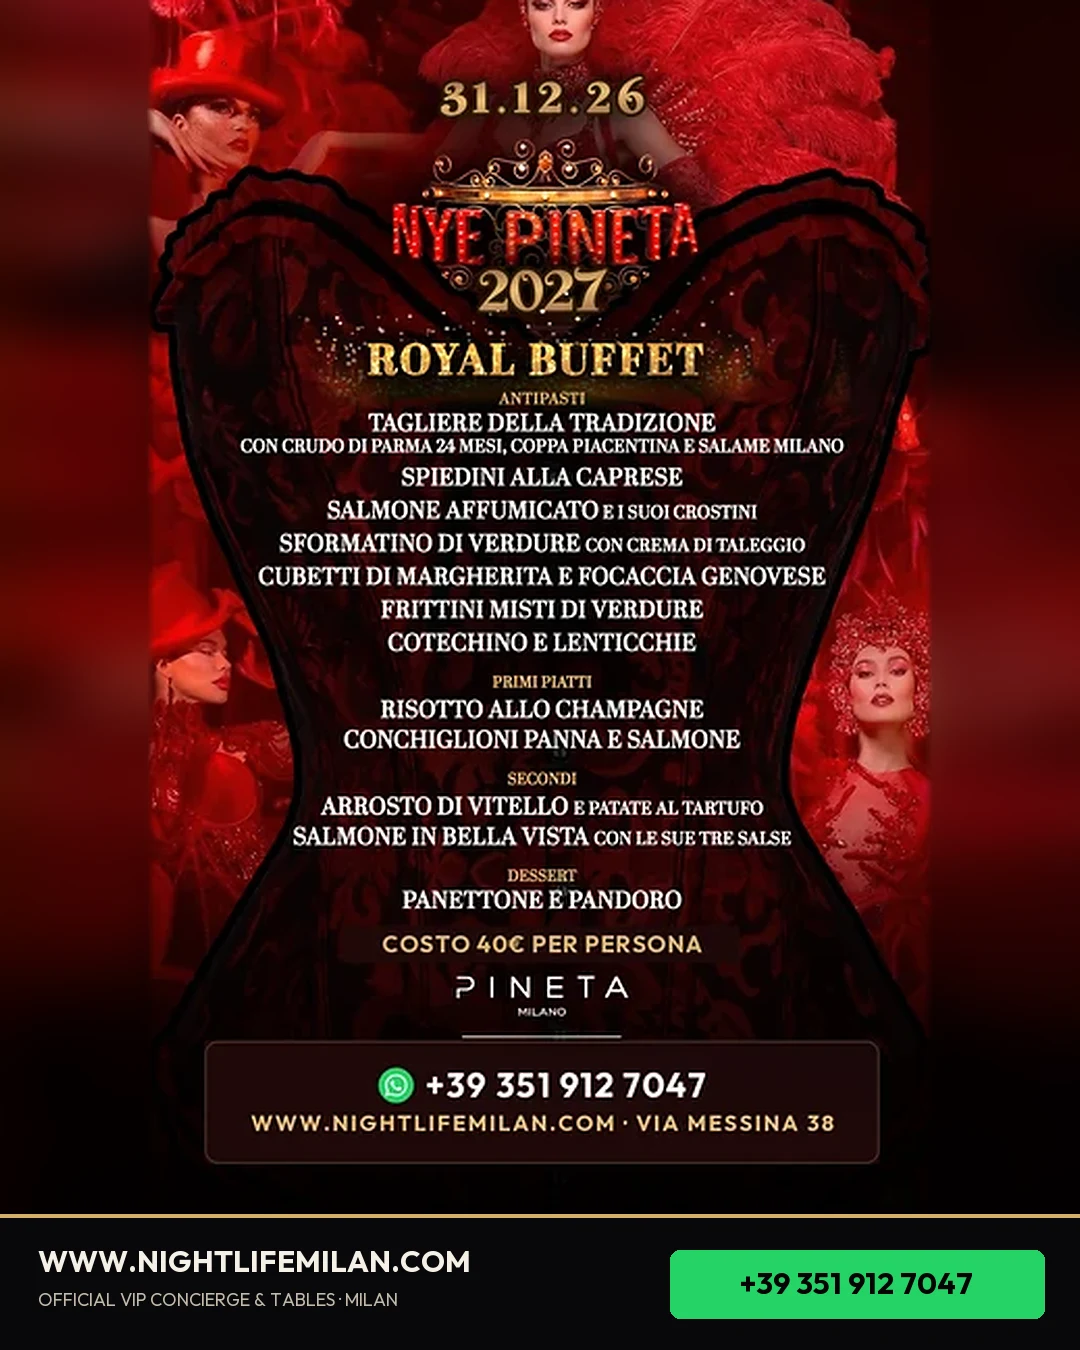 31.12.26
NYE PINETA
2027
ROYAL BUFFET
ANTIPASTI
TAGLIERE DELLA TRADIZIONE
CON CRUDO DI PARMA 24 MESI, COPPA PIACENTINA E SALAME MILANO
SPIEDINI ALLA CAPRESE
SALMONE AFFUMICATO E I SUOI CROSTINI
SFORMATINO DI VERDURE CON CREMA DI TALEGGIO
CUBETTI DI MARGHERITA E FOCACCIA GENOVESE
FRITTINI MISTI DI VERDURE
COTECHINO E LENTICCHIE
PRIMI PIATTI
RISOTTO ALLO CHAMPAGNE
CONCHIGLIONI PANNA E SALMONE
SECONDI
ARROSTO DI VITELLO E PATATE AL TARTUFO
SALMONE IN BELLA VISTA CON LE SUE TRE SALSE
DESSERT
PANETTONE E PANDORO
COSTO 40€ PER PERSONA
PINETA
MILANO
+39 351 912 7047
WWW.NIGHTLIFEMILAN.COM · VIA MESSINA 38
WWW.NIGHTLIFEMILAN.COM
OFFICIAL VIP CONCIERGE & TABLES · MILAN
+39 351 912 7047